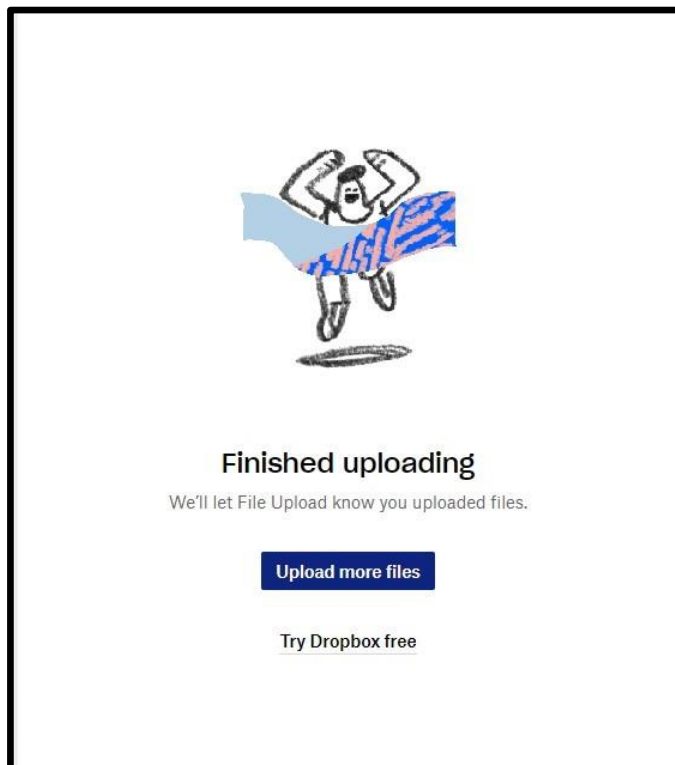 Finished uploading
We'll let File Upload know you uploaded files.
Upload more files
Try Dropbox free